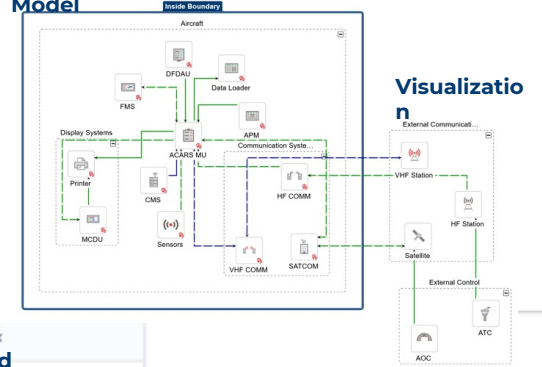 Model
Inside Boundary
Aircraft
DFDAU
Data Loader
FMS
Visualizatio
n
APM
External Communicati...
Display Systems
ACARS MU
Communication Syste...
VHF Station
Printer
HF COMM
CMS
HF Station
MCDU
Sensors
Satellite
VHF COMM
SATCOM
External Control
ATC
AOC
d